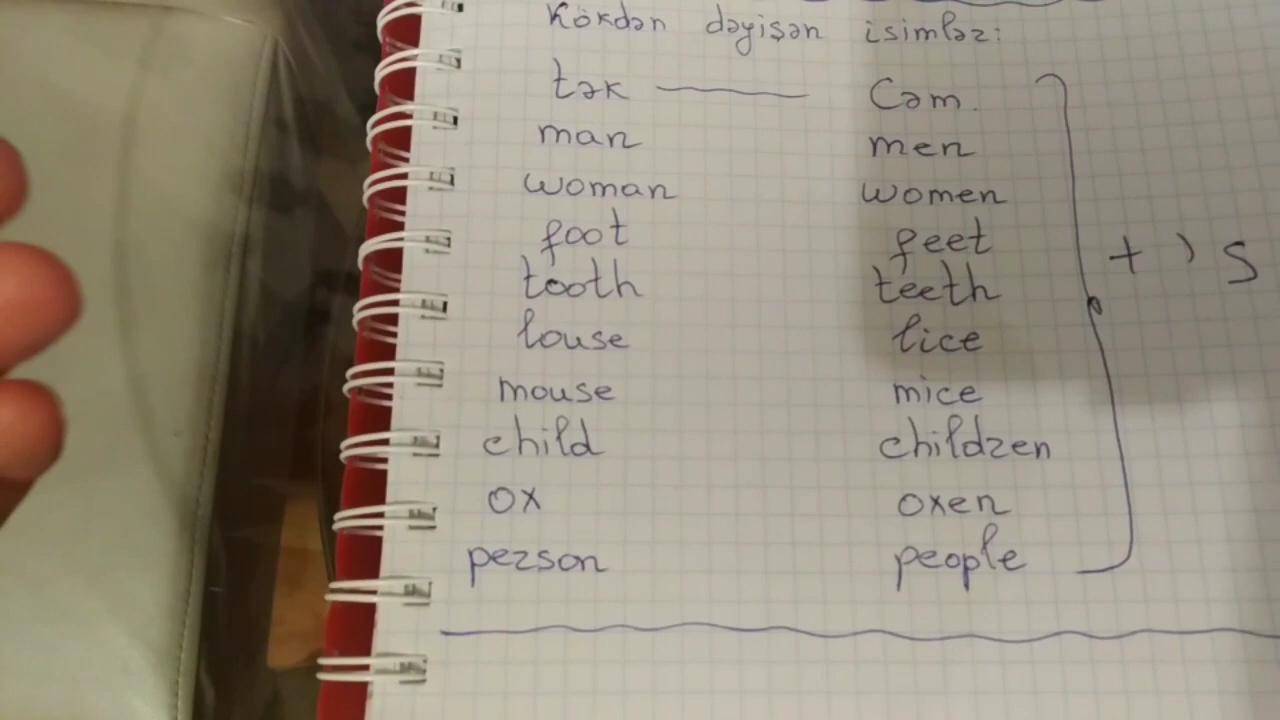 Kökdən dəyişən isimlər:
tək —— Cəm.
man men
woman women
foot feet
tooth teeth + 's
louse lice
mouse mice
child children
ox oxen
person people